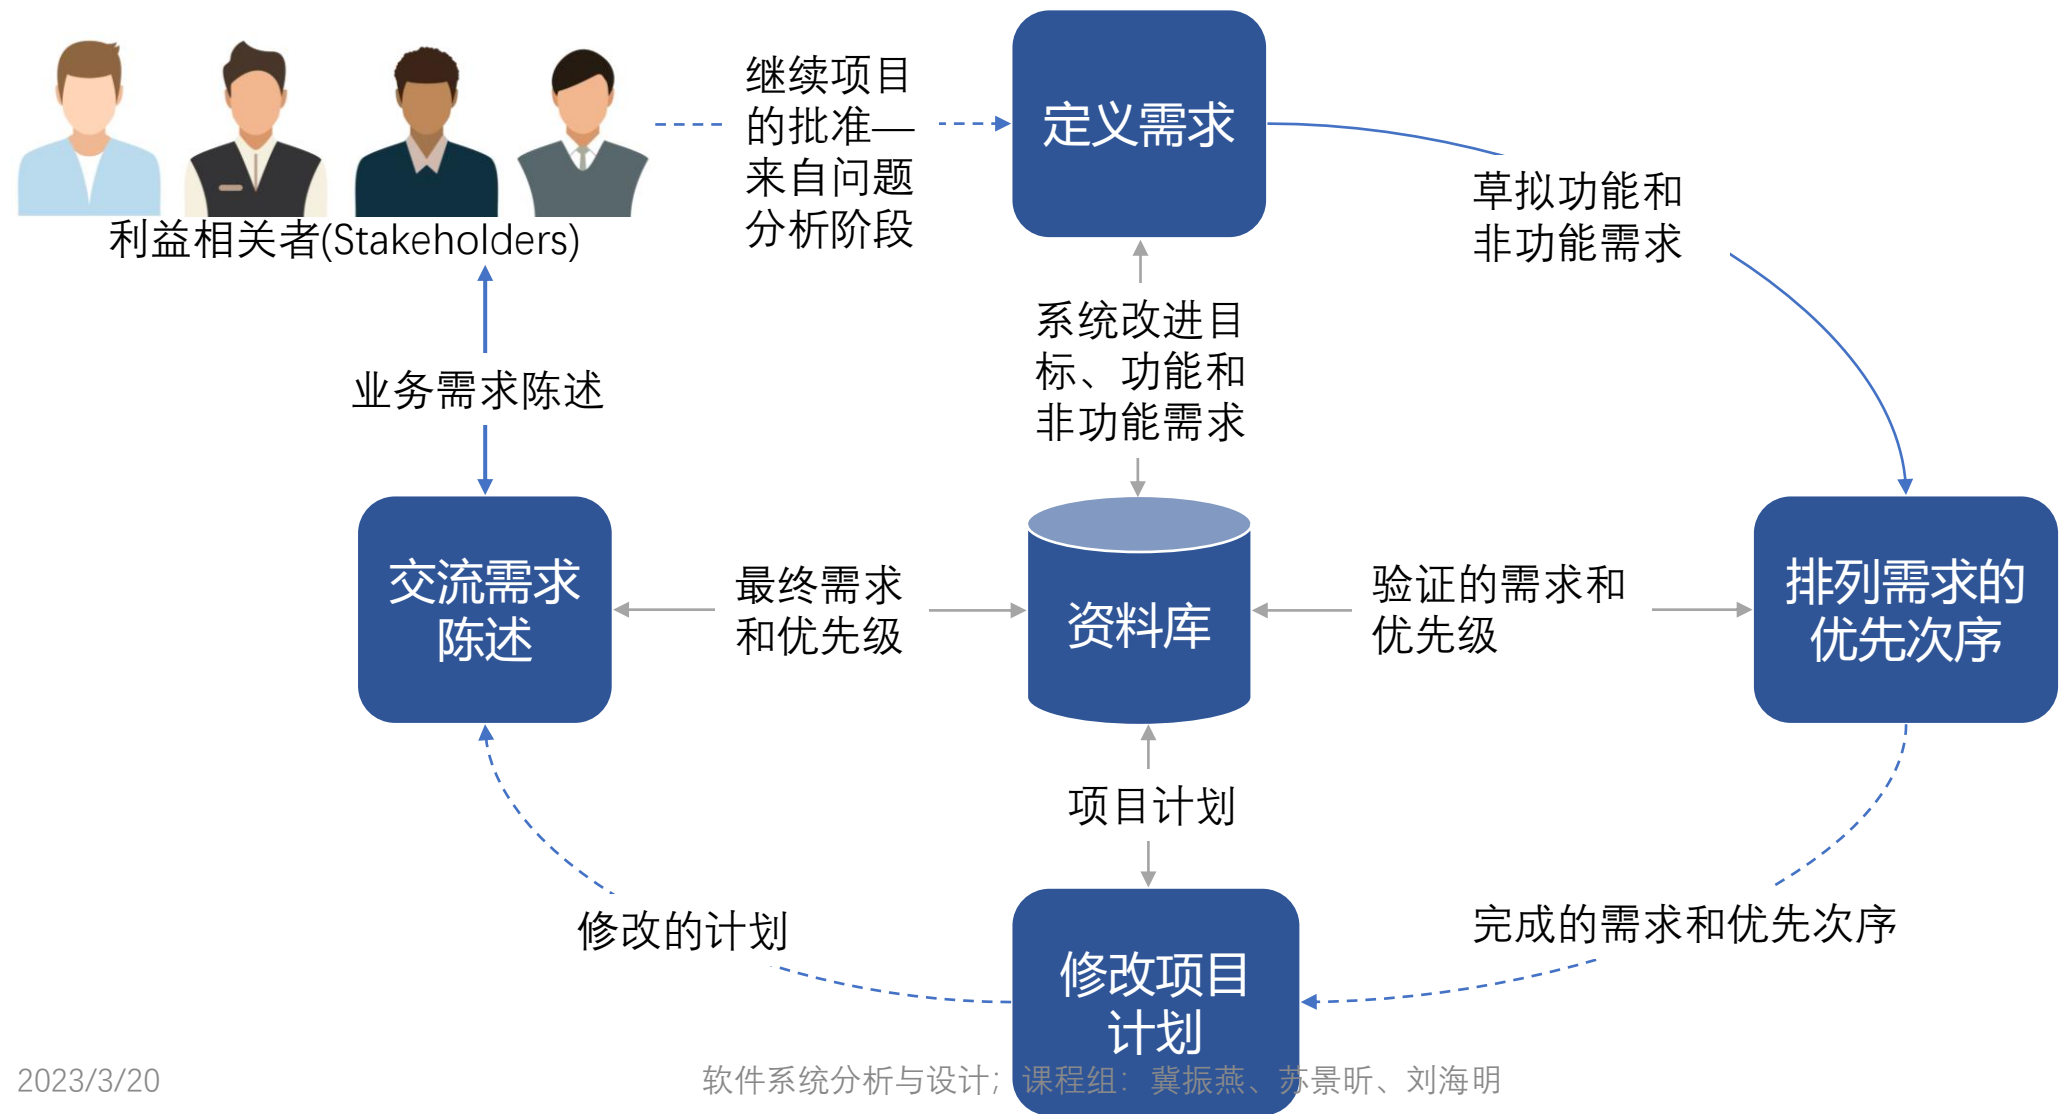 继续项目
的批准—
来自问题
分析阶段
定义需求
利益相关者(Stakeholders)
草拟功能和
非功能需求
系统改进目
标、功能和
非功能需求
业务需求陈述
交流需求
陈述
最终需求
和优先级
资料库
验证的需求和
优先级
排列需求的
优先次序
项目计划
修改的计划
完成的需求和优先次序
修改项目
计划
2023/3/20
软件系统分析与设计；课程组：冀振燕、苏景昕、刘海明